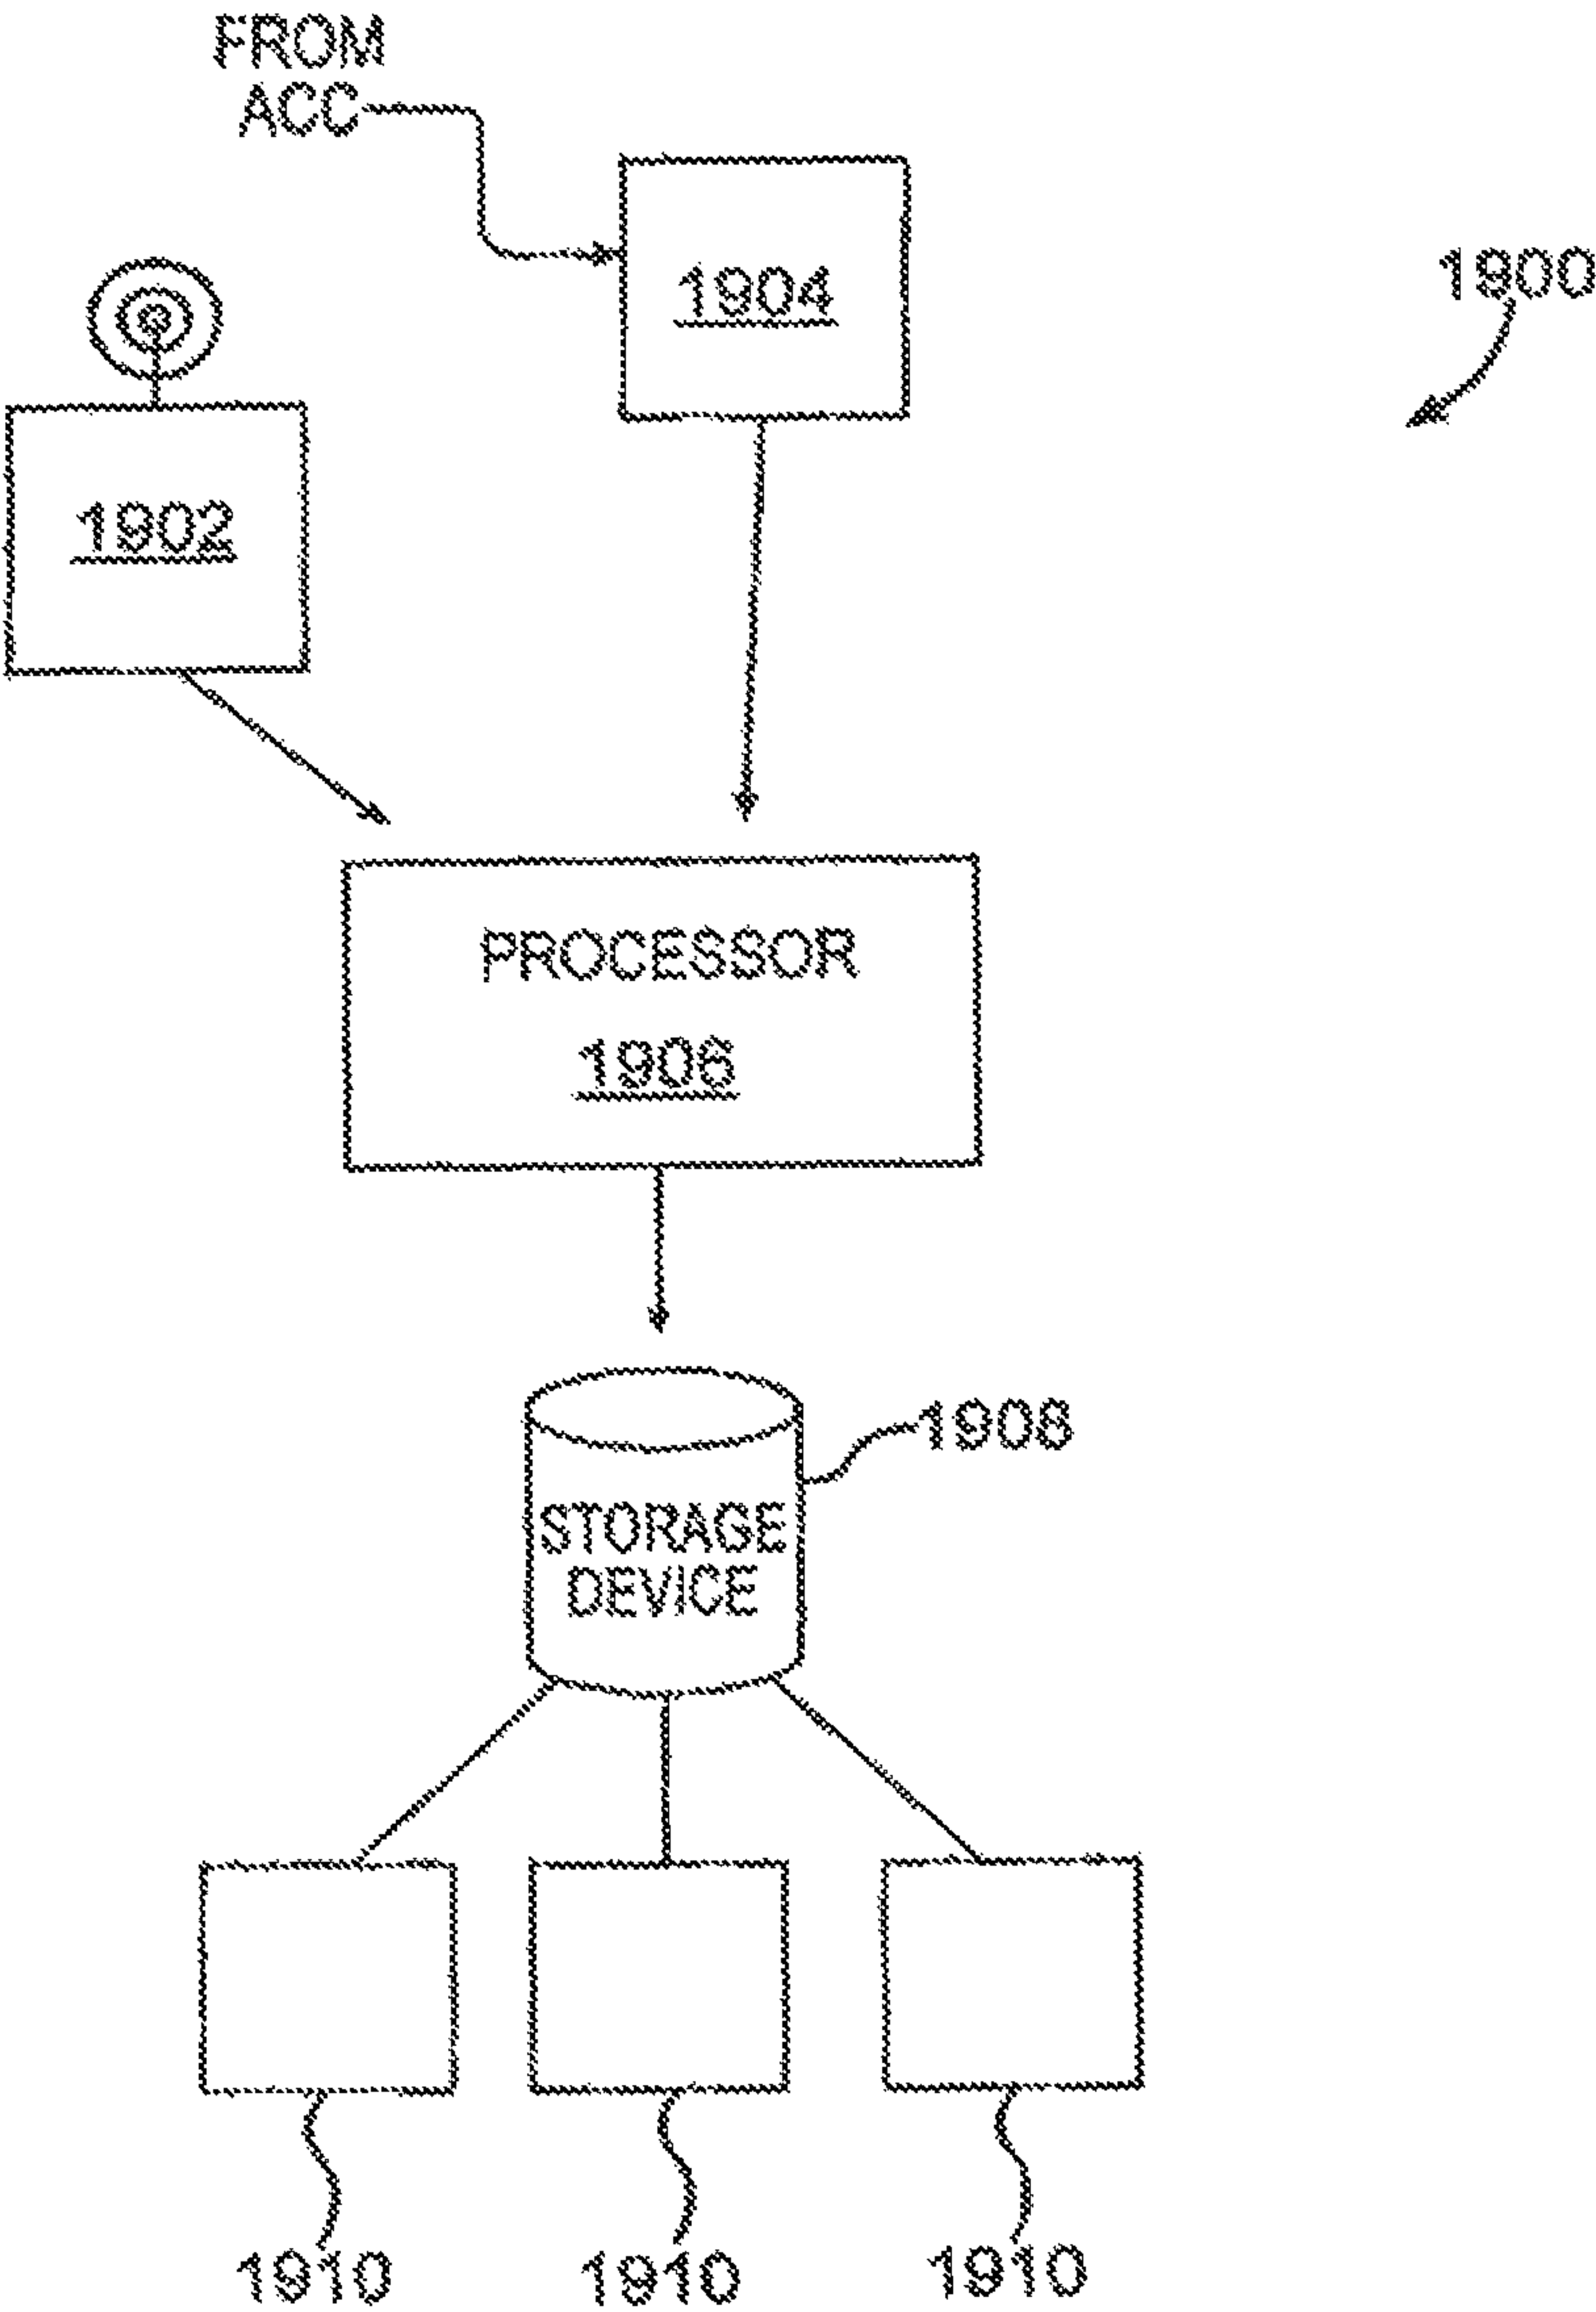 FROM
ACC
1904
1900
1902
PROCESSOR
1906
1908
STORAGE
DEVICE
1910 1910 1910